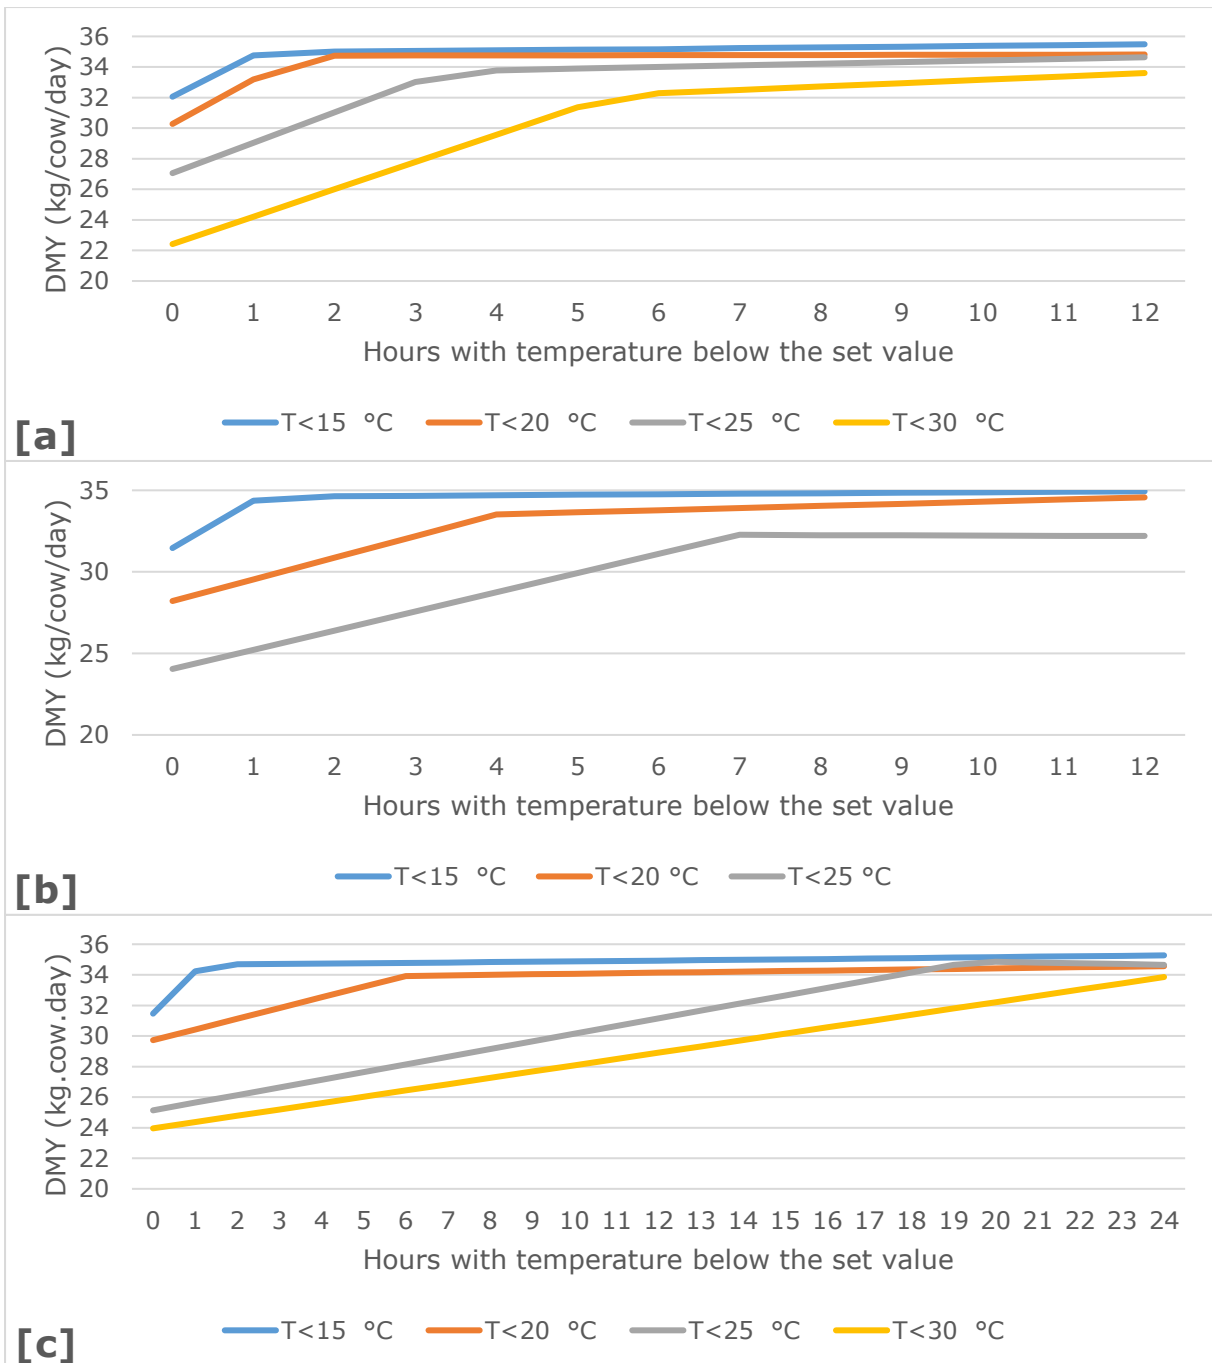 DMY (kg/cow/day)
36
34
32
30
28
26
24
22
20
0 1 2 3 4 5 6 7 8 9 10 11 12
Hours with temperature below the set value
T<15 °C T<20 °C T<25 °C T<30 °C
[a]
DMY (kg/cow/day)
35
30
25
20
0 1 2 3 4 5 6 7 8 9 10 11 12
Hours with temperature below the set value
T<15 °C T<20 °C T<25 °C
[b]
DMY (kg.cow.day)
36
34
32
30
28
26
24
22
20
0 1 2 3 4 5 6 7 8 9 10 11 12 13 14 15 16 17 18 19 20 21 22 23 24
Hours with temperature below the set value
T<15 °C T<20 °C T<25 °C T<30 °C
[c]